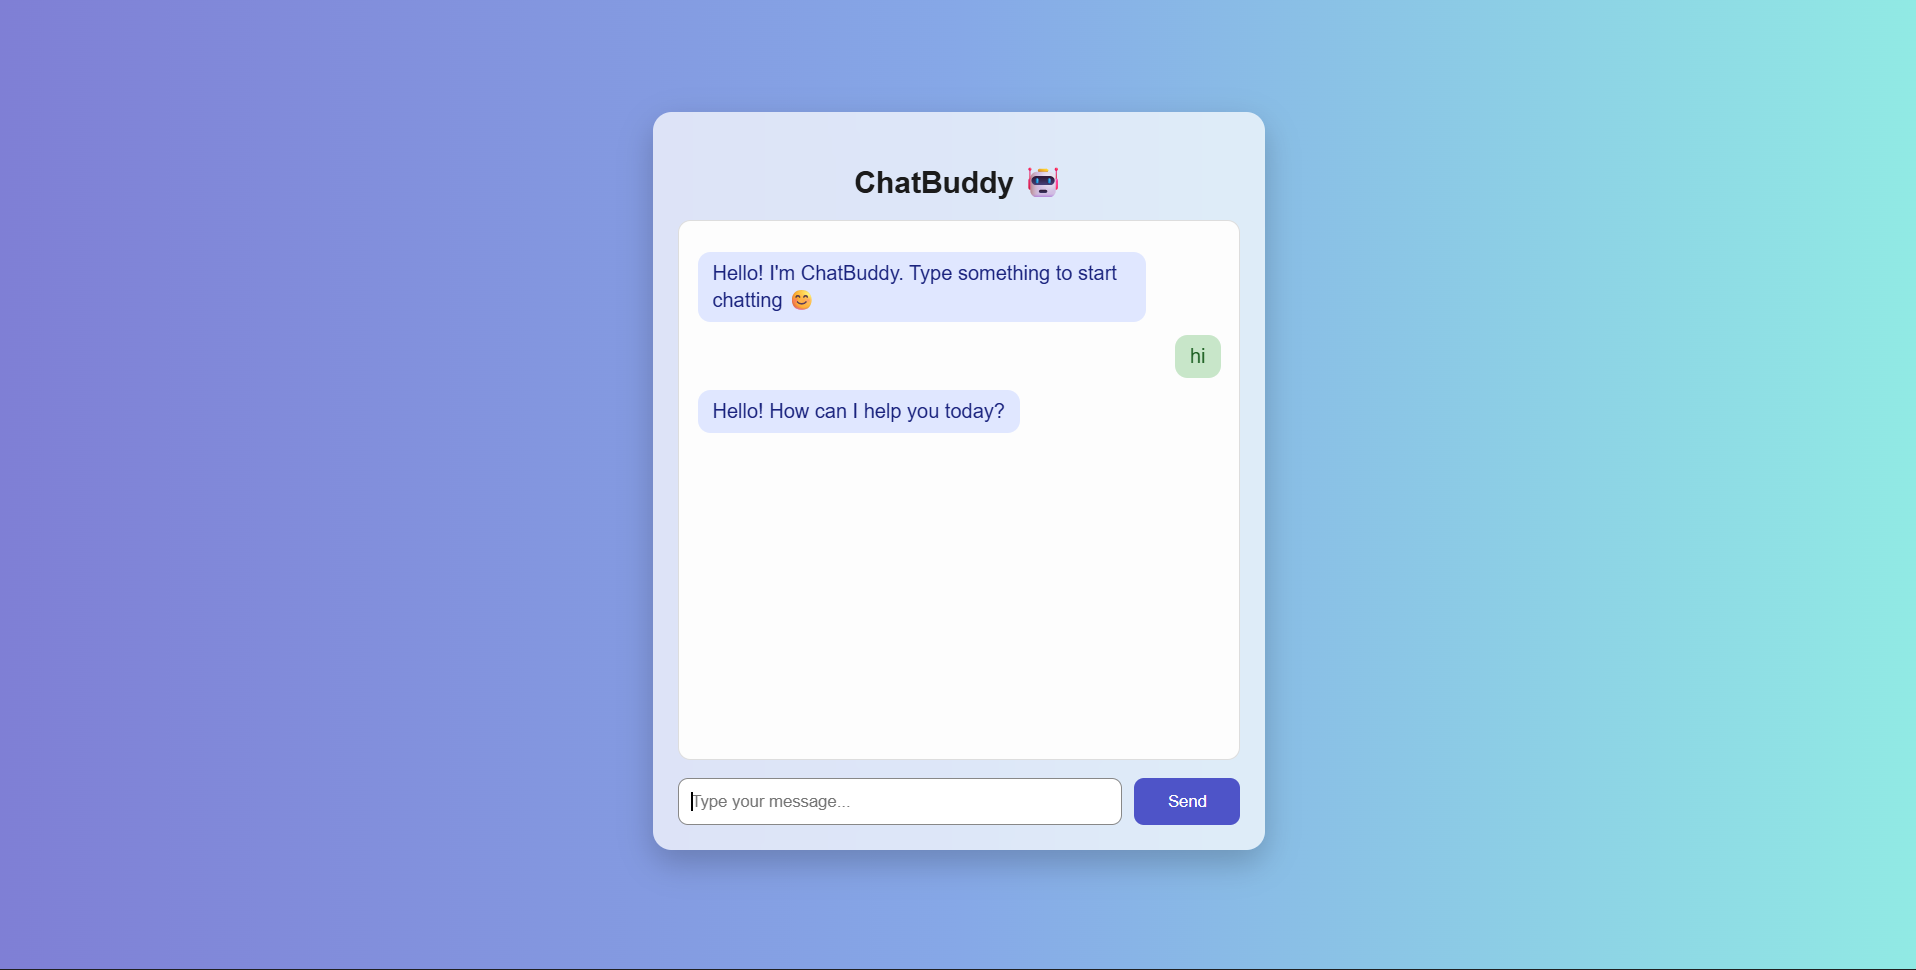 ChatBuddy 🤖
Hello! I'm ChatBuddy. Type something to start
chatting 😊
hi
Hello! How can I help you today?
Type your message...
Send